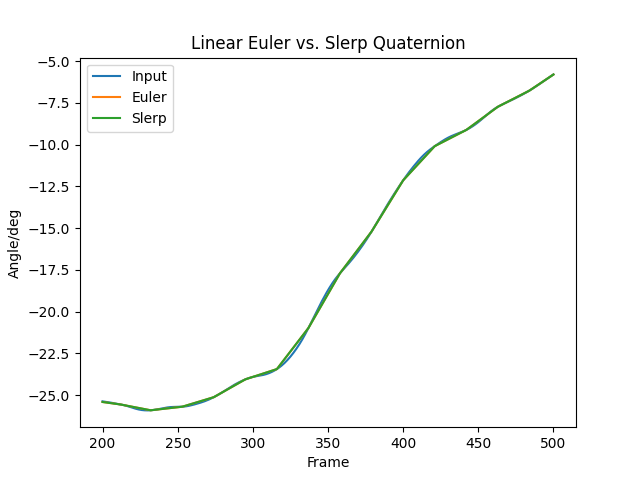 Linear Euler vs. Slerp Quaternion
Input
Euler
Slerp
−5.0
−7.5
−10.0
−12.5
−15.0
−17.5
−20.0
−22.5
−25.0
Angle/deg
200
250
300
350
400
450
500
Frame